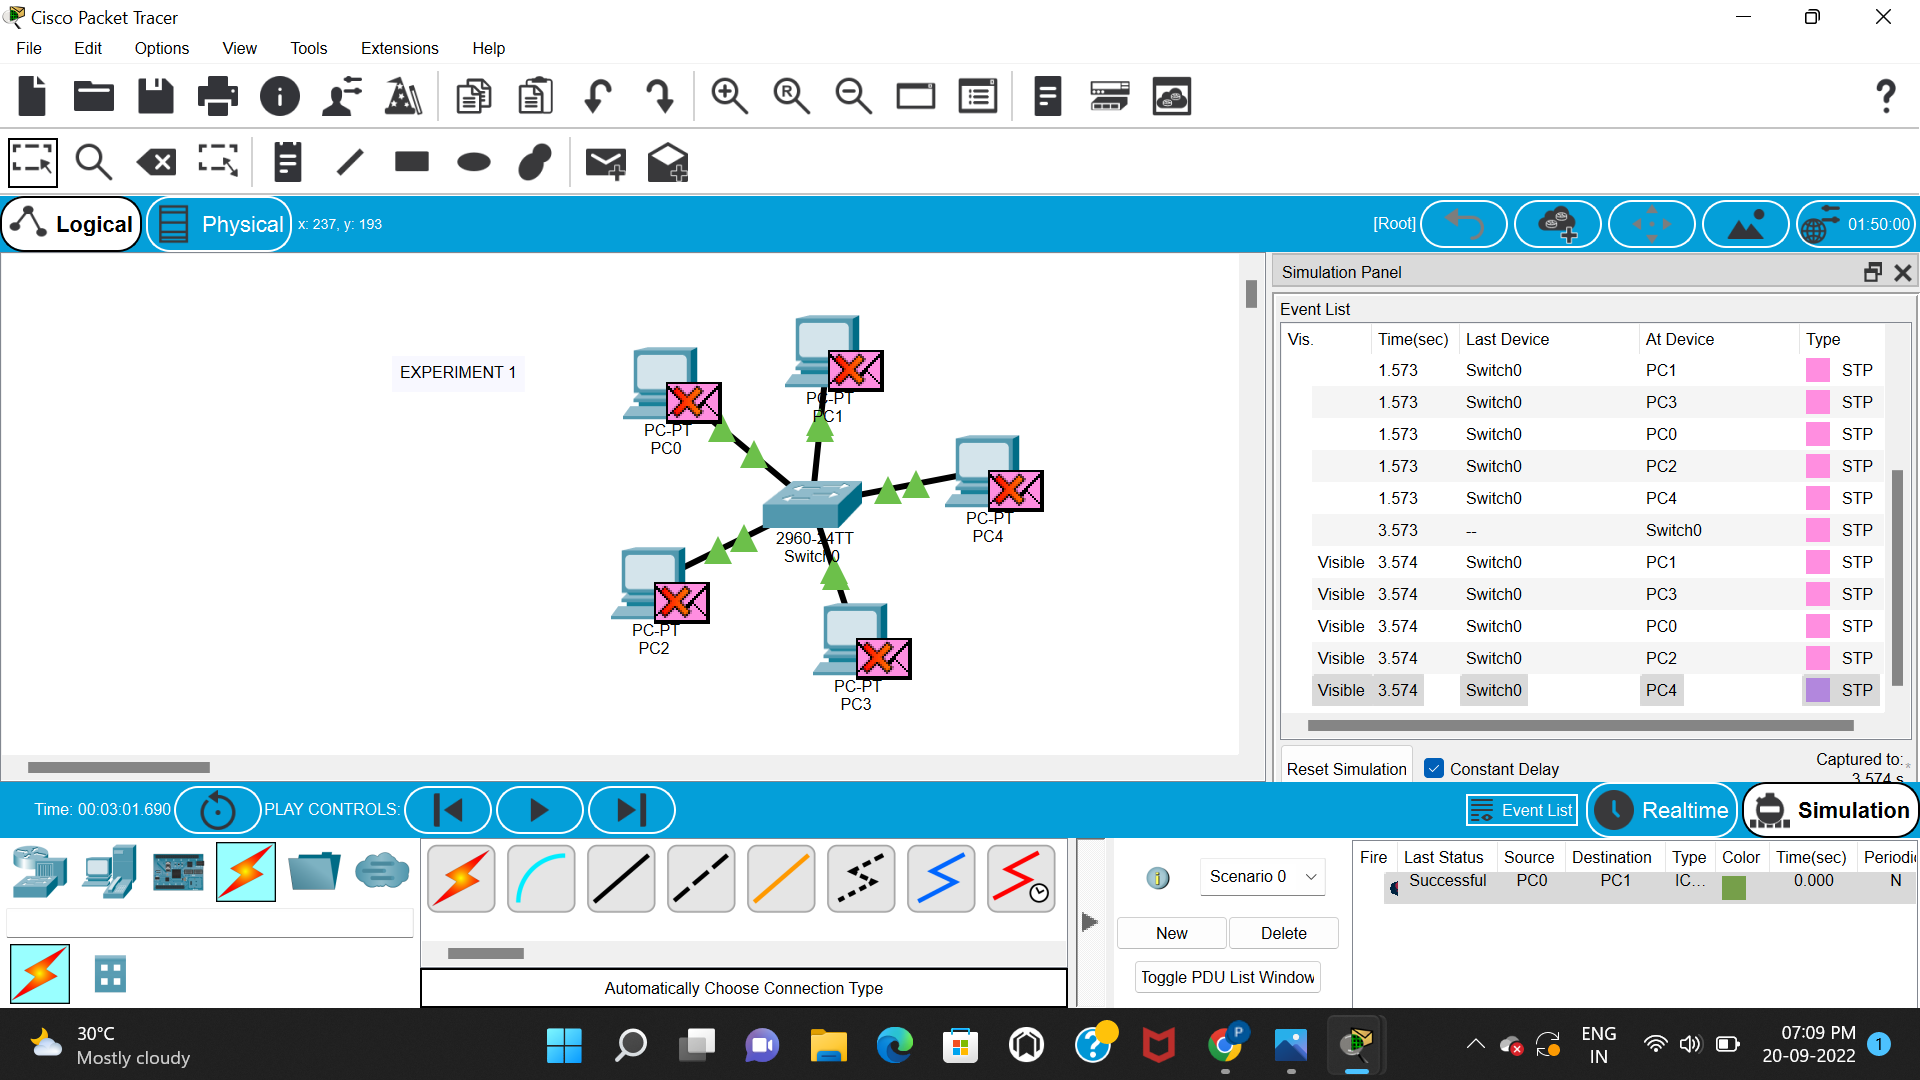 Cisco Packet Tracer
File Edit Options View Tools Extensions Help
Logical Physical x: 237, y: 193 [Root] 01:50:00
Simulation Panel
Event List
Vis. Time(sec) Last Device At Device Type
1.573 Switch0 PC1 STP
1.573 Switch0 PC3 STP
1.573 Switch0 PC0 STP
1.573 Switch0 PC2 STP
1.573 Switch0 PC4 STP
3.573 -- Switch0 STP
Visible 3.574 Switch0 PC1 STP
Visible 3.574 Switch0 PC3 STP
Visible 3.574 Switch0 PC0 STP
Visible 3.574 Switch0 PC2 STP
Visible 3.574 Switch0 PC4 STP
Reset Simulation Constant Delay Captured to: *
3.574 s
EXPERIMENT 1
PC-PT
PC0
PC-PT
PC1
PC-PT
PC4
2960-24TT
Switch0
PC-PT
PC2
PC-PT
PC3
Time: 00:03:01.690 PLAY CONTROLS: Event List Realtime Simulation
Scenario 0
New Delete
Toggle PDU List Window
Fire Last Status Source Destination Type Color Time(sec) Periodic
Successful PC0 PC1 IC... 0.000 N
Automatically Choose Connection Type
30°C
Mostly cloudy
P
ENG
IN
07:09 PM
20-09-2022
1